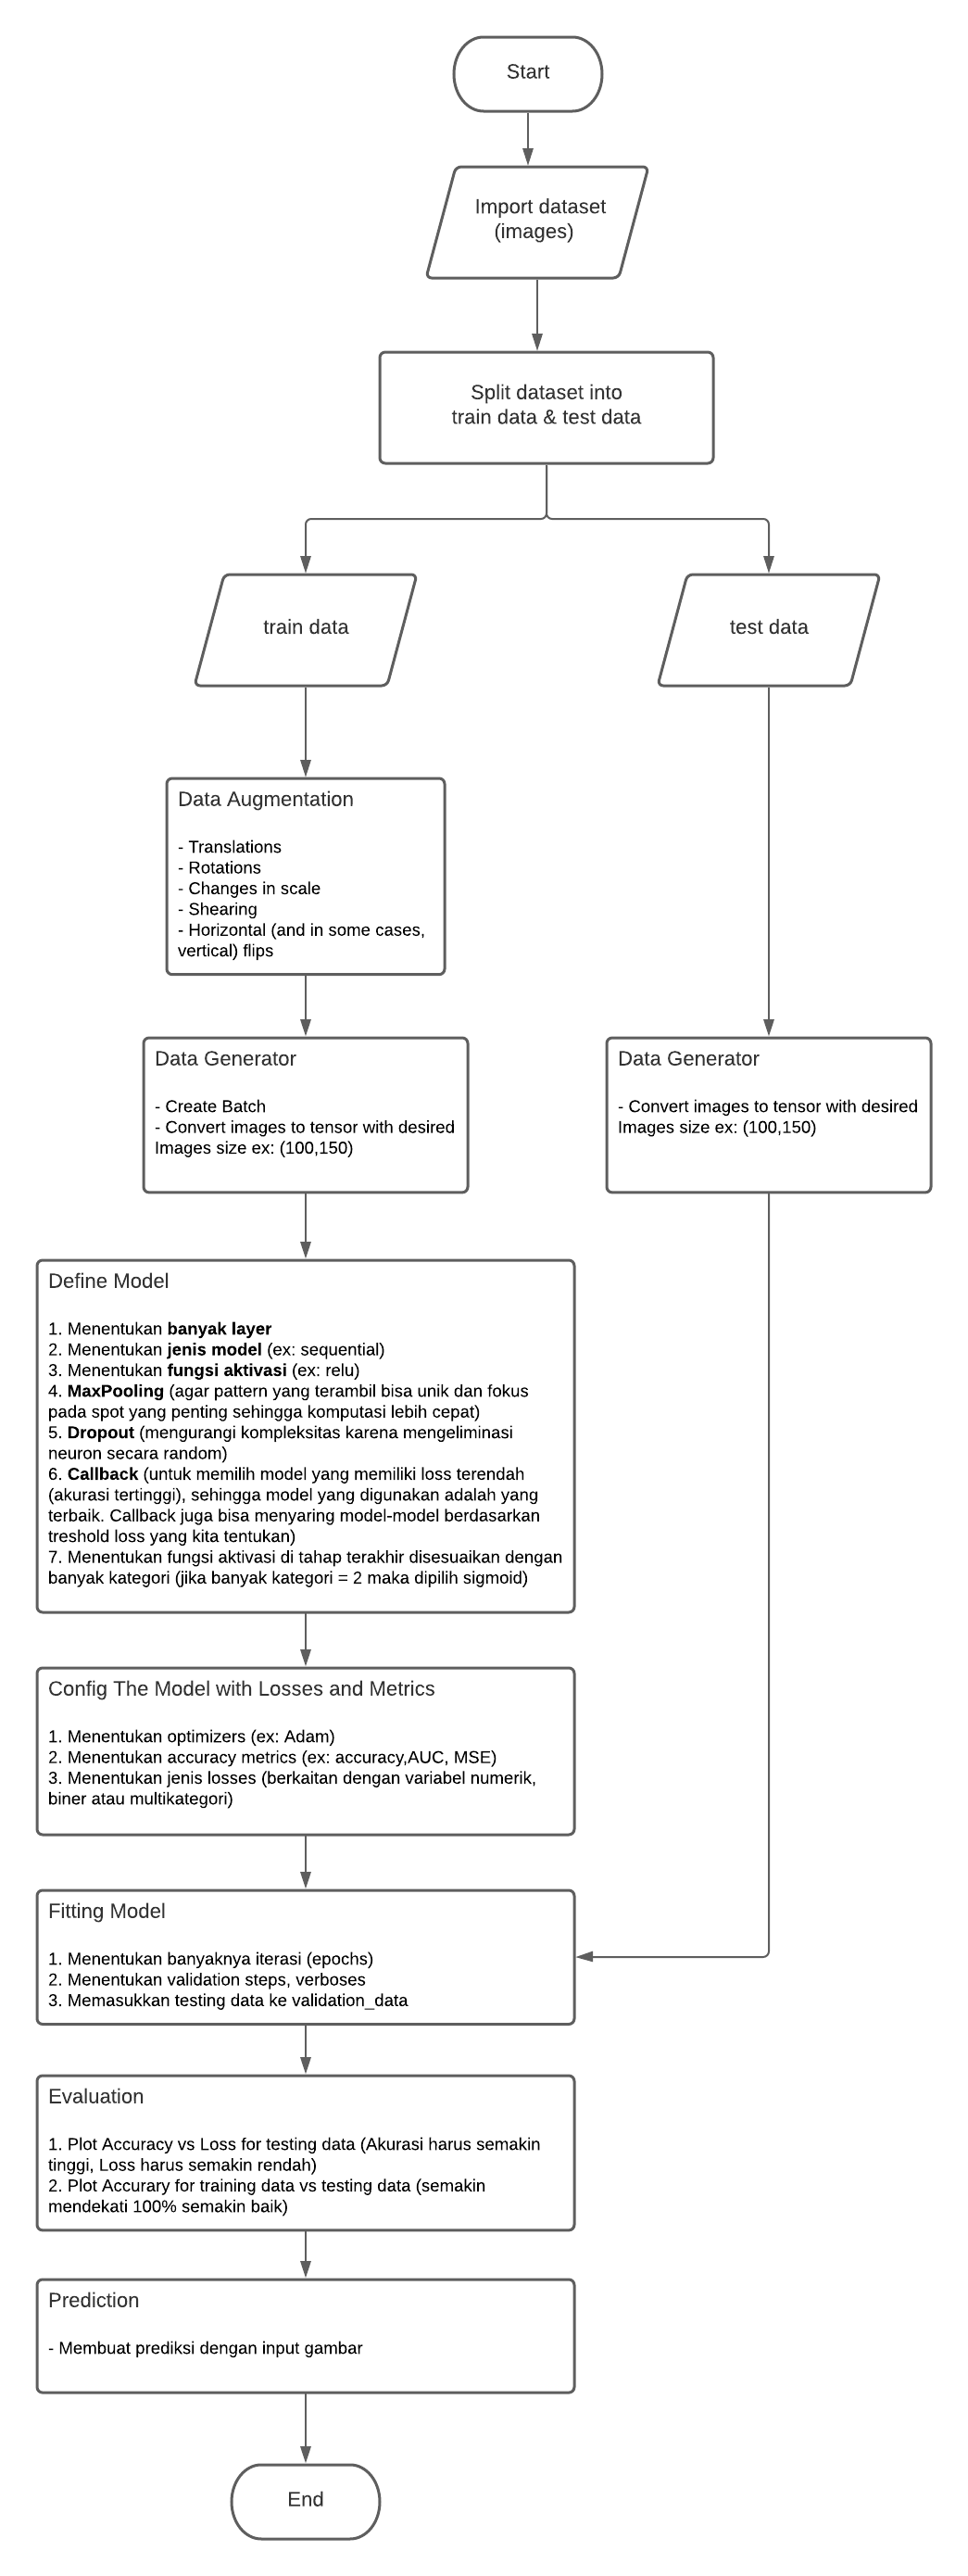 Start
Import dataset
(images)
Split dataset into
train data & test data
train data
test data
Data Augmentation
- Translations
- Rotations
- Changes in scale
- Shearing
- Horizontal (and in some cases,
vertical) flips
Data Generator
- Create Batch
- Convert images to tensor with desired
Images size ex: (100,150)
Data Generator
- Convert images to tensor with desired
Images size ex: (100,150)
Define Model
1. Menentukan banyak layer
2. Menentukan jenis model (ex: sequential)
3. Menentukan fungsi aktivasi (ex: relu)
4. MaxPooling (agar pattern yang terambil bisa unik dan fokus
pada spot yang penting sehingga komputasi lebih cepat)
5. Dropout (mengurangi kompleksitas karena mengeliminasi
neuron secara random)
6. Callback (untuk memilih model yang memiliki loss terendah
(akurasi tertinggi), sehingga model yang digunakan adalah yang
terbaik. Callback juga bisa menyaring model-model berdasarkan
treshold loss yang kita tentukan)
7. Menentukan fungsi aktivasi di tahap terakhir disesuaikan dengan
banyak kategori (jika banyak kategori = 2 maka dipilih sigmoid)
Config The Model with Losses and Metrics
1. Menentukan optimizers (ex: Adam)
2. Menentukan accuracy metrics (ex: accuracy,AUC, MSE)
3. Menentukan jenis losses (berkaitan dengan variabel numerik,
biner atau multikategori)
Fitting Model
1. Menentukan banyaknya iterasi (epochs)
2. Menentukan validation steps, verboses
3. Memasukkan testing data ke validation_data
Evaluation
1. Plot Accuracy vs Loss for testing data (Akurasi harus semakin
tinggi, Loss harus semakin rendah)
2. Plot Accurary for training data vs testing data (semakin
mendekati 100% semakin baik)
Prediction
- Membuat prediksi dengan input gambar
End